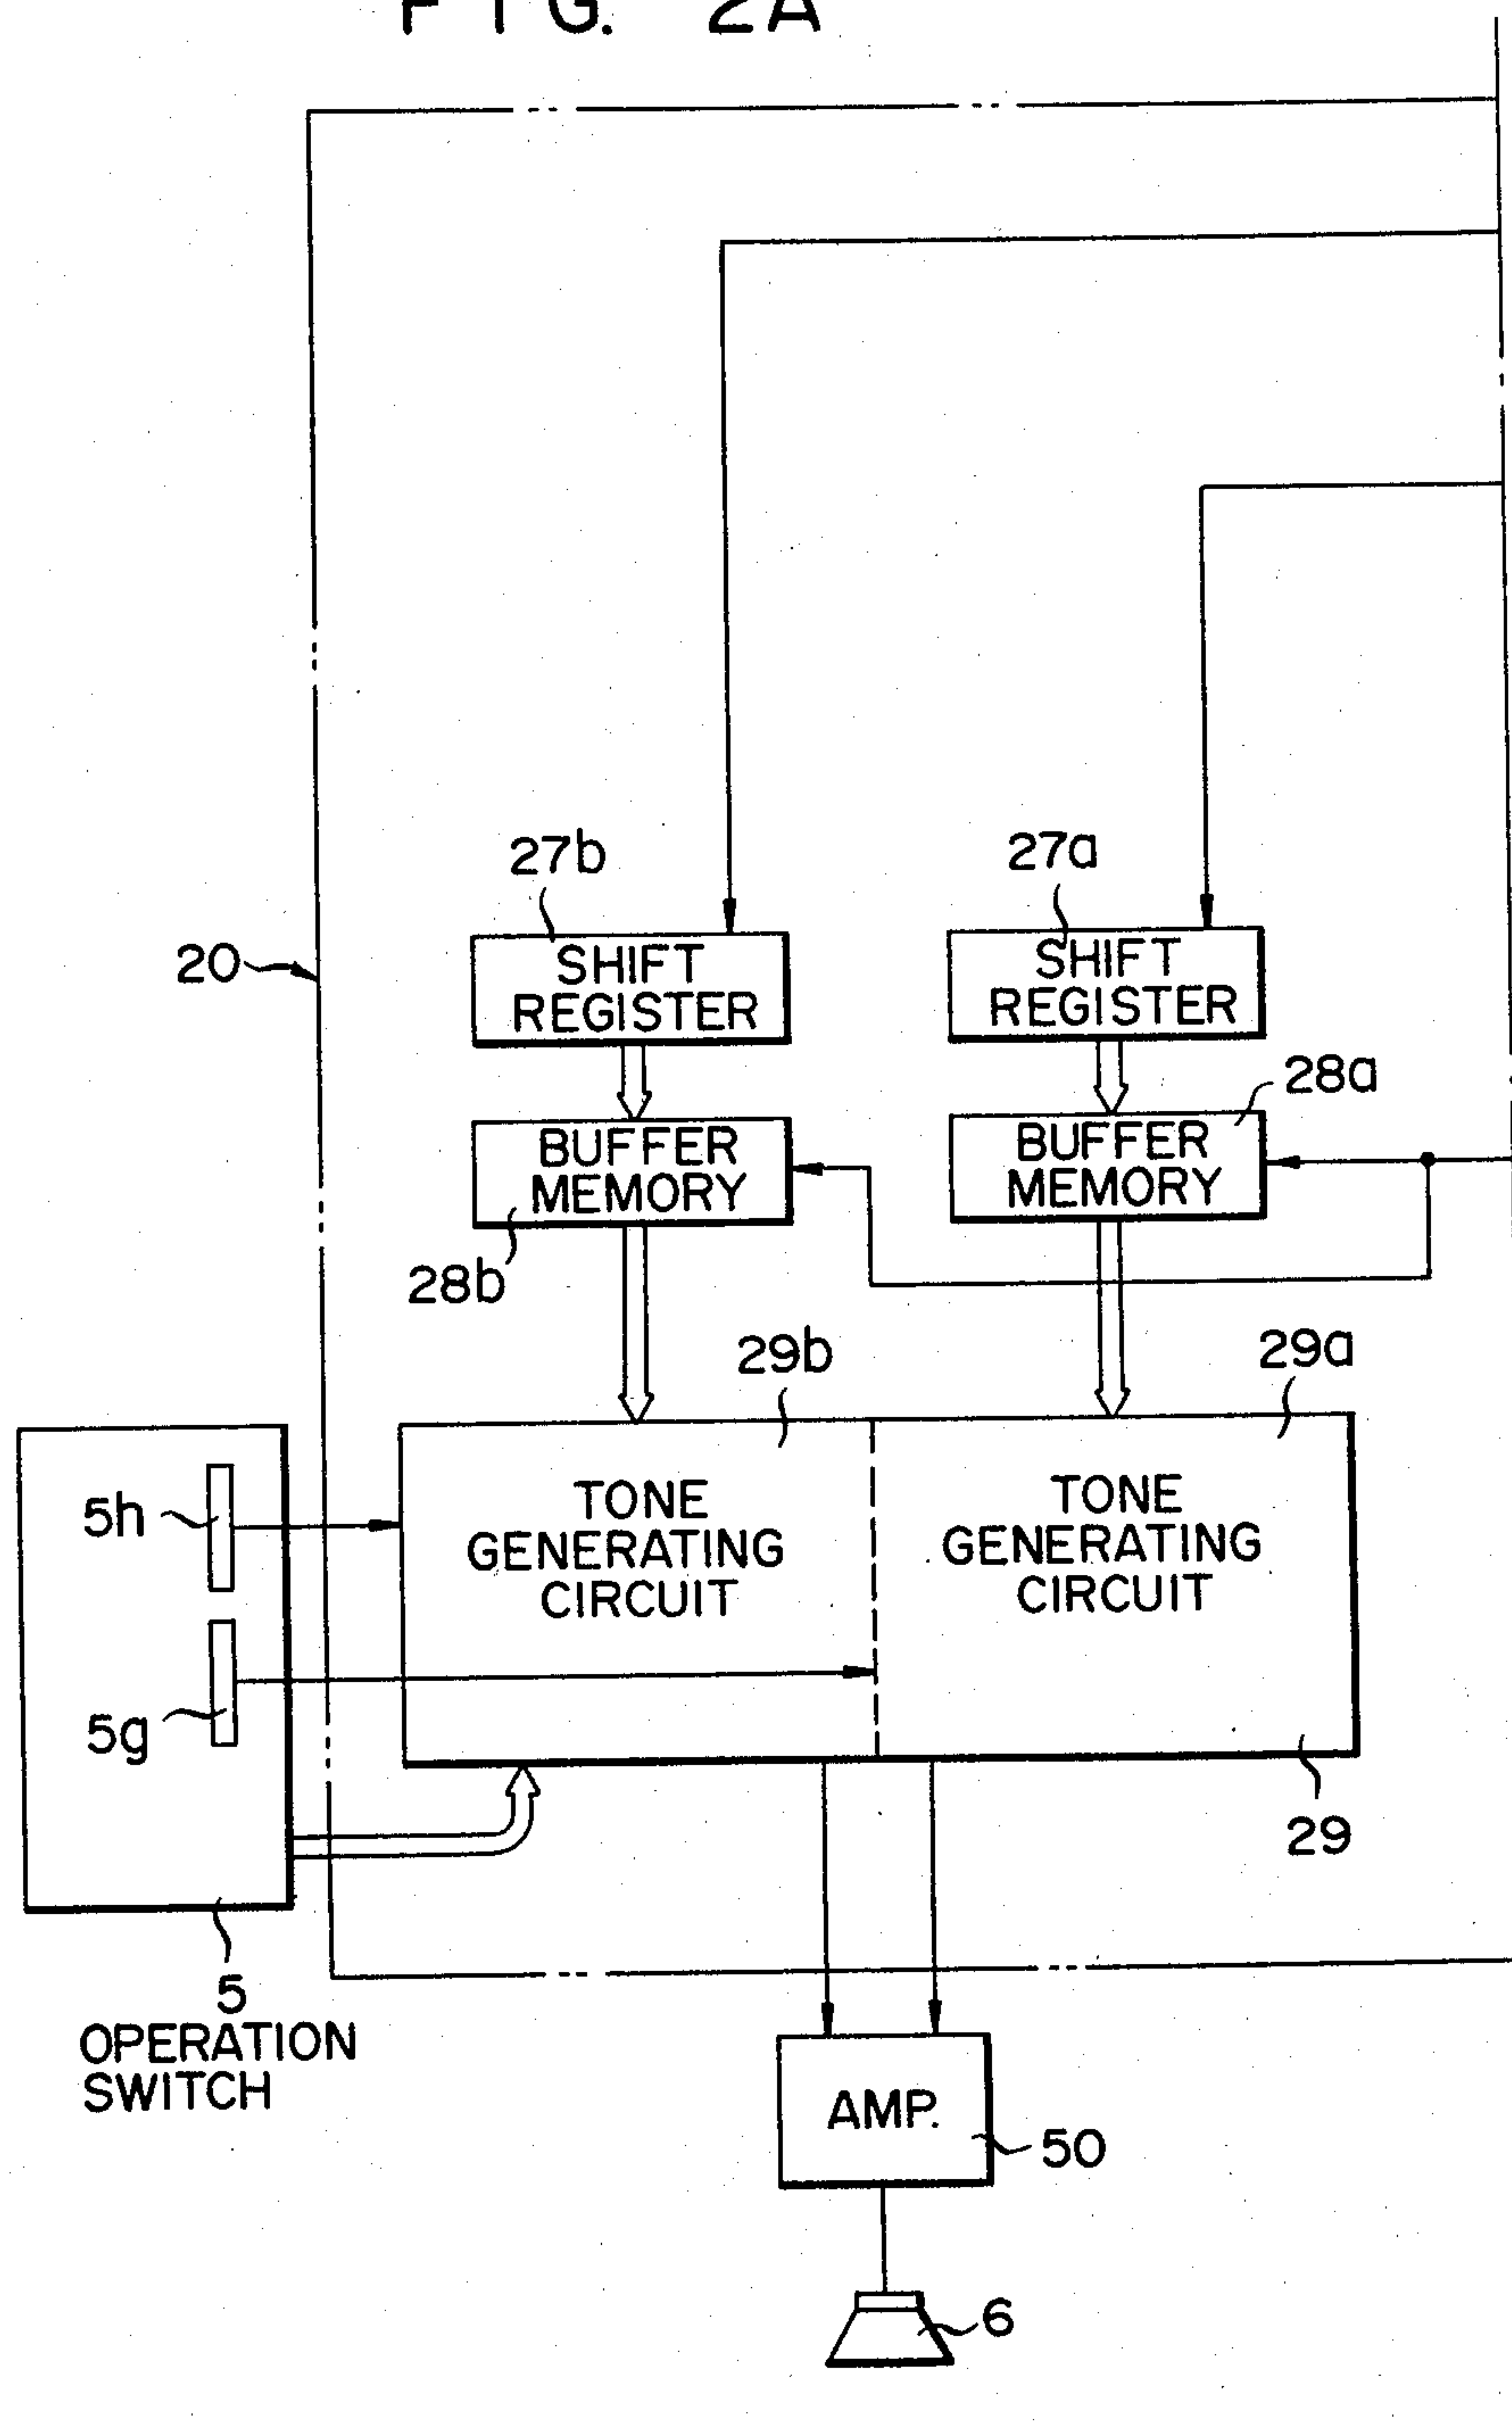 FIG. 2A
27b
27a
20
SHIFT
REGISTER
SHIFT
REGISTER
28a
BUFFER
MEMORY
BUFFER
MEMORY
28b
29b
29a
5h
TONE
GENERATING
CIRCUIT
TONE
GENERATING
CIRCUIT
5g
29
5
OPERATION
SWITCH
AMP.
50
6